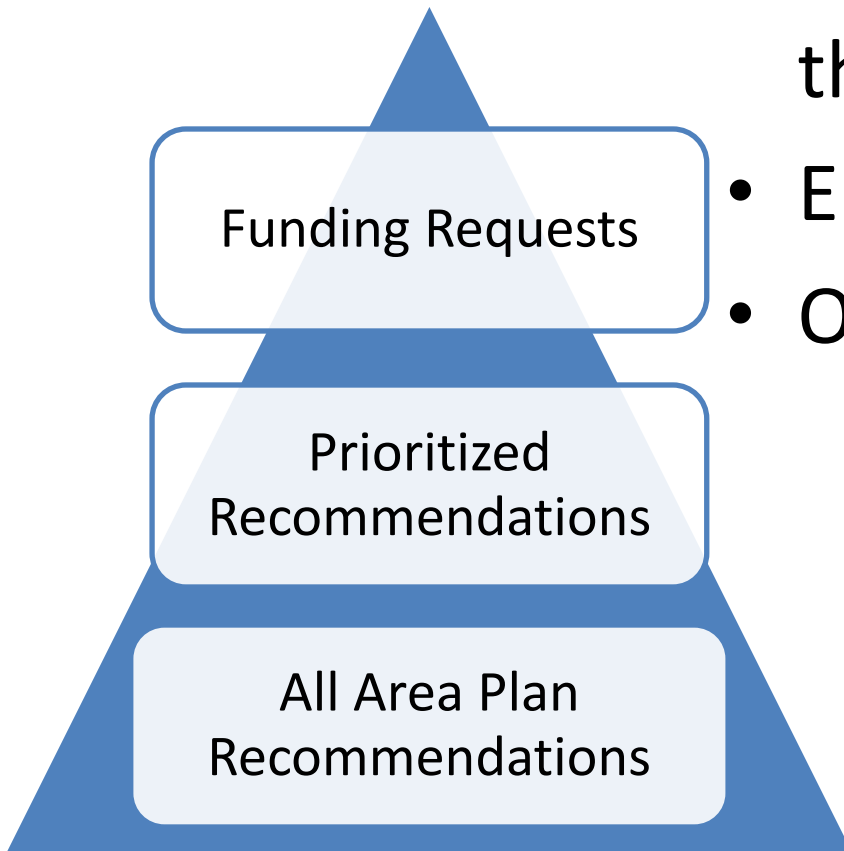 Funding Requests
Prioritized
Recommendations
All Area Plan
Recommendations